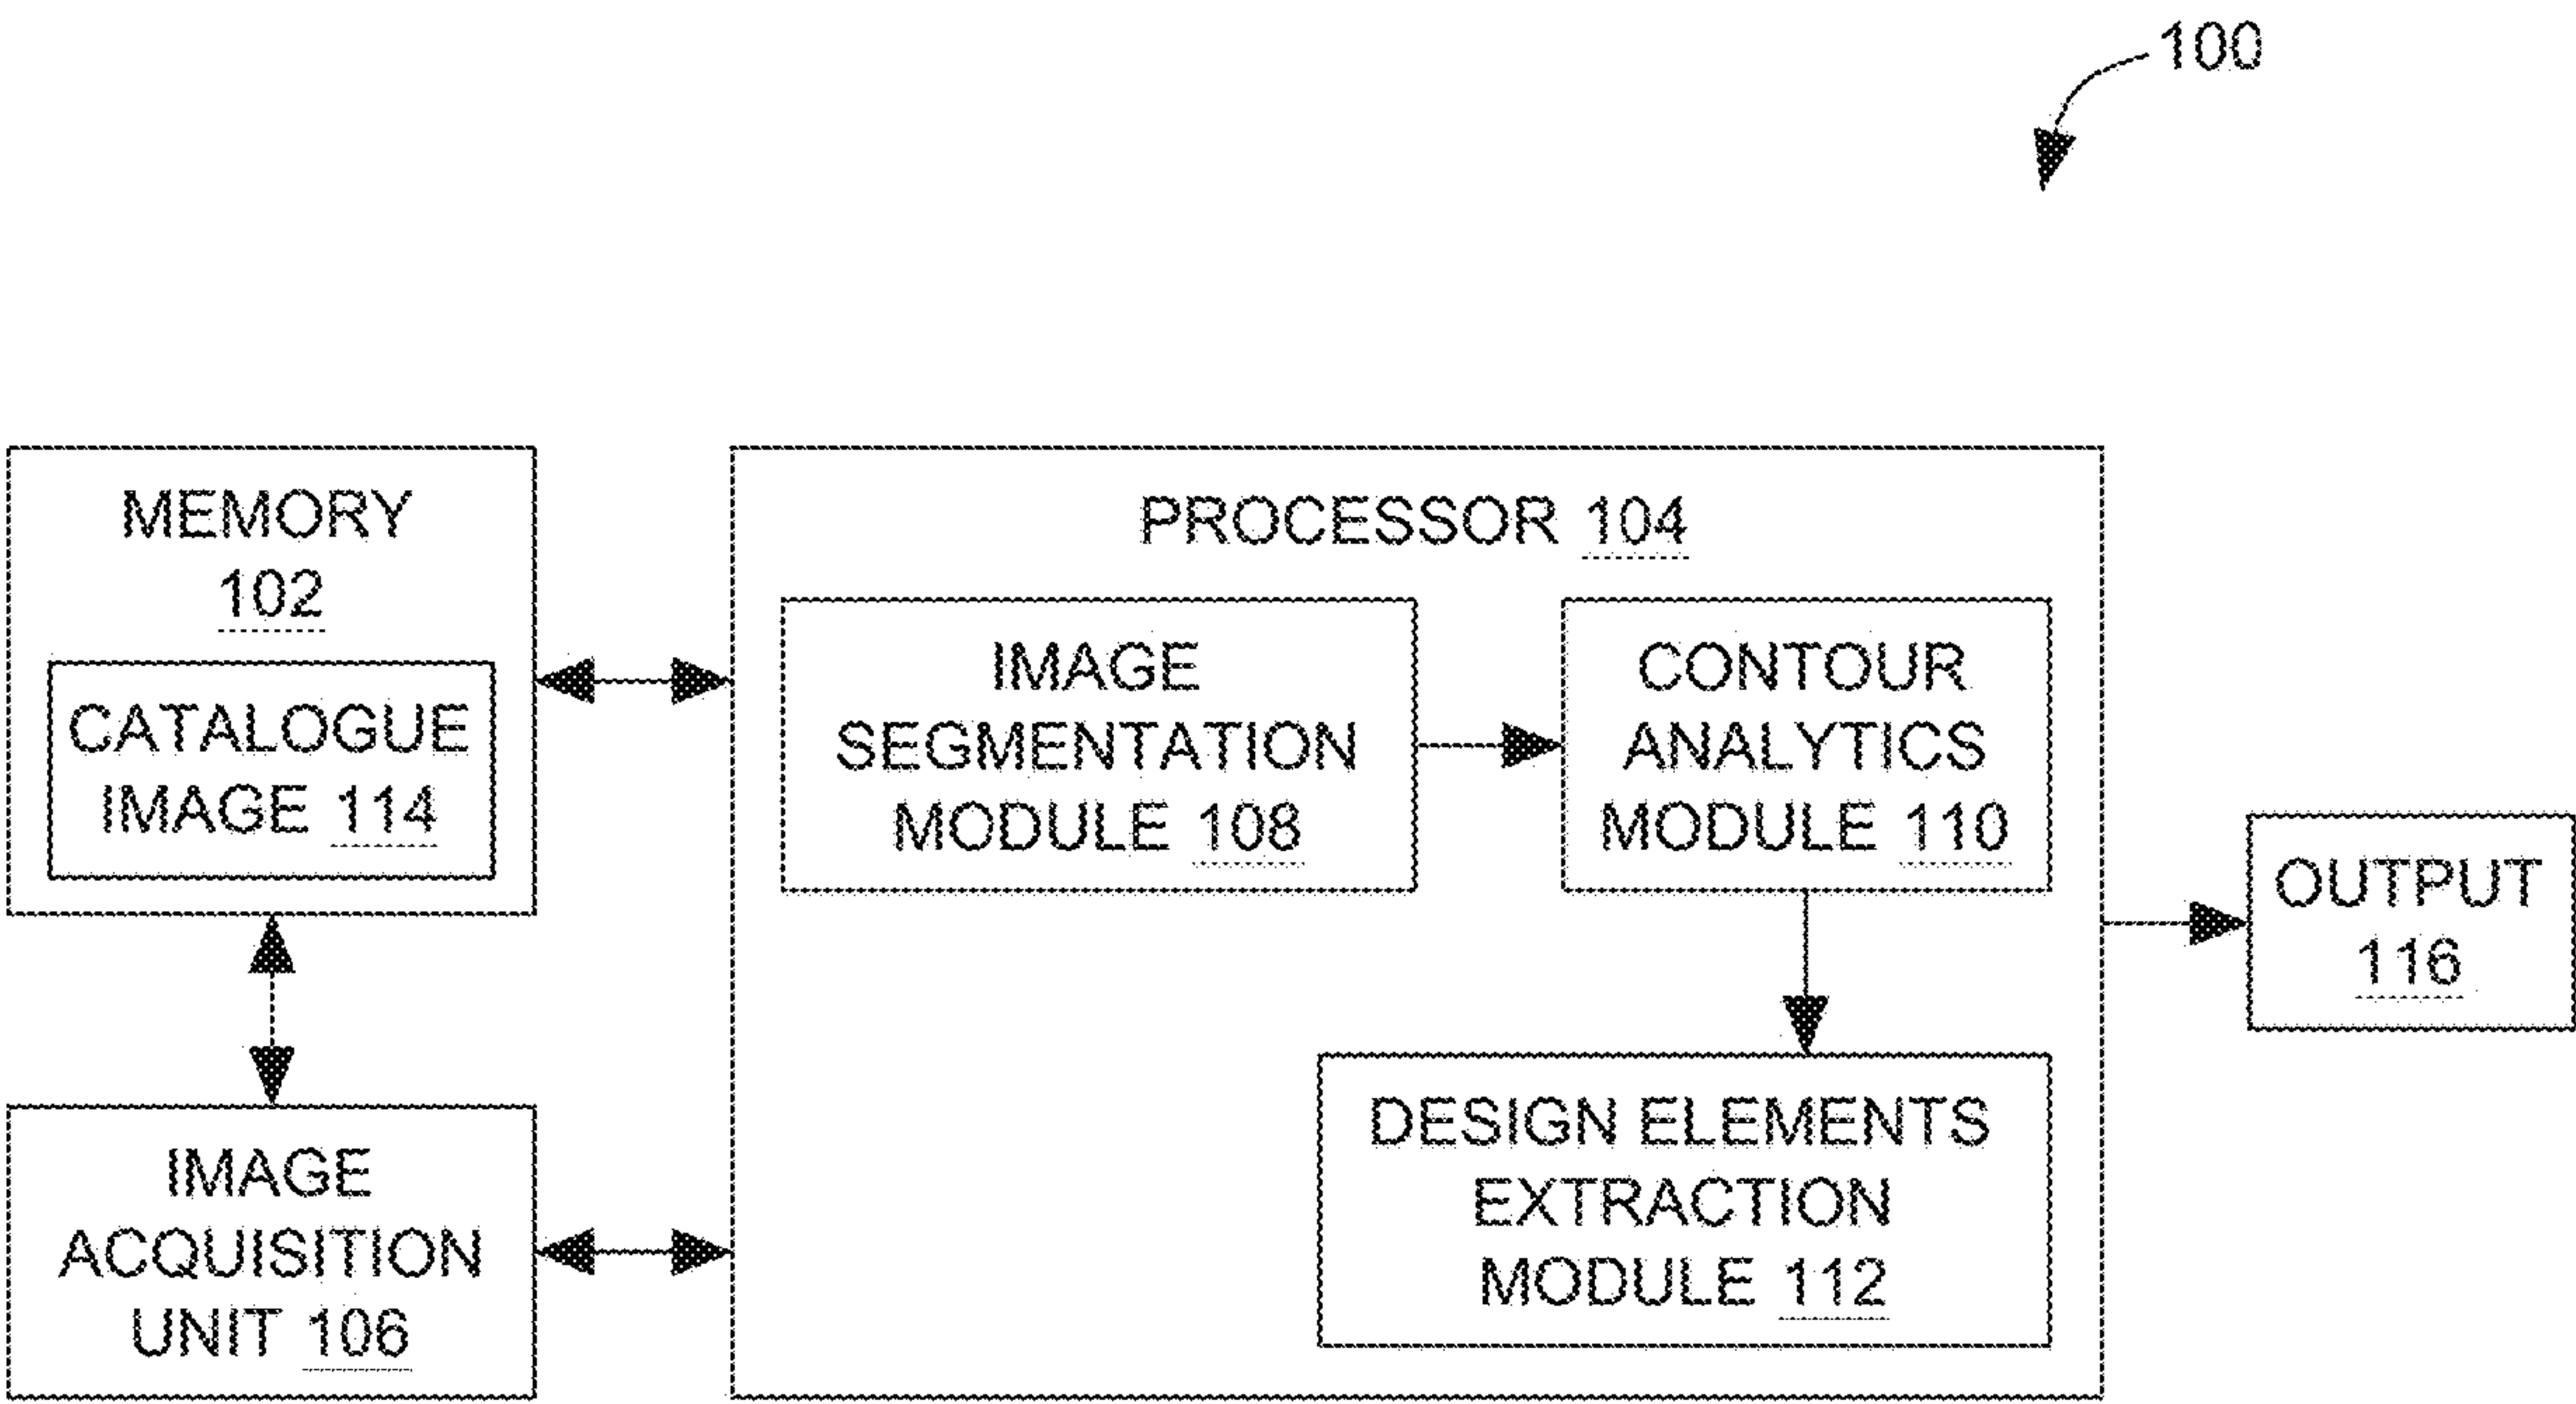 100
MEMORY
102
CATALOGUE
IMAGE 114
IMAGE
ACQUISITION
UNIT 106
PROCESSOR 104
IMAGE
SEGMENTATION
MODULE 108
CONTOUR
ANALYTICS
MODULE 110
DESIGN ELEMENTS
EXTRACTION
MODULE 112
OUTPUT
116